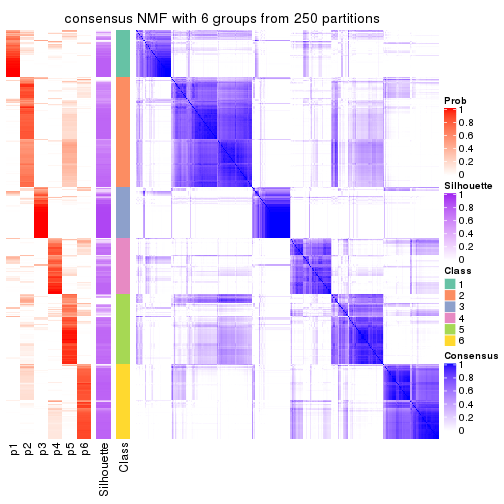 consensus NMF with 6 groups from 250 partitions
Prob
1
0.8
0.6
0.4
0.2
0
Silhouette
1
0.8
0.6
0.4
0.2
0
Class
1
2
3
4
5
6
Consensus
1
0.8
0.6
0.4
0.2
0
p1
p2
p3
p4
p5
p6
Silhouette
Class